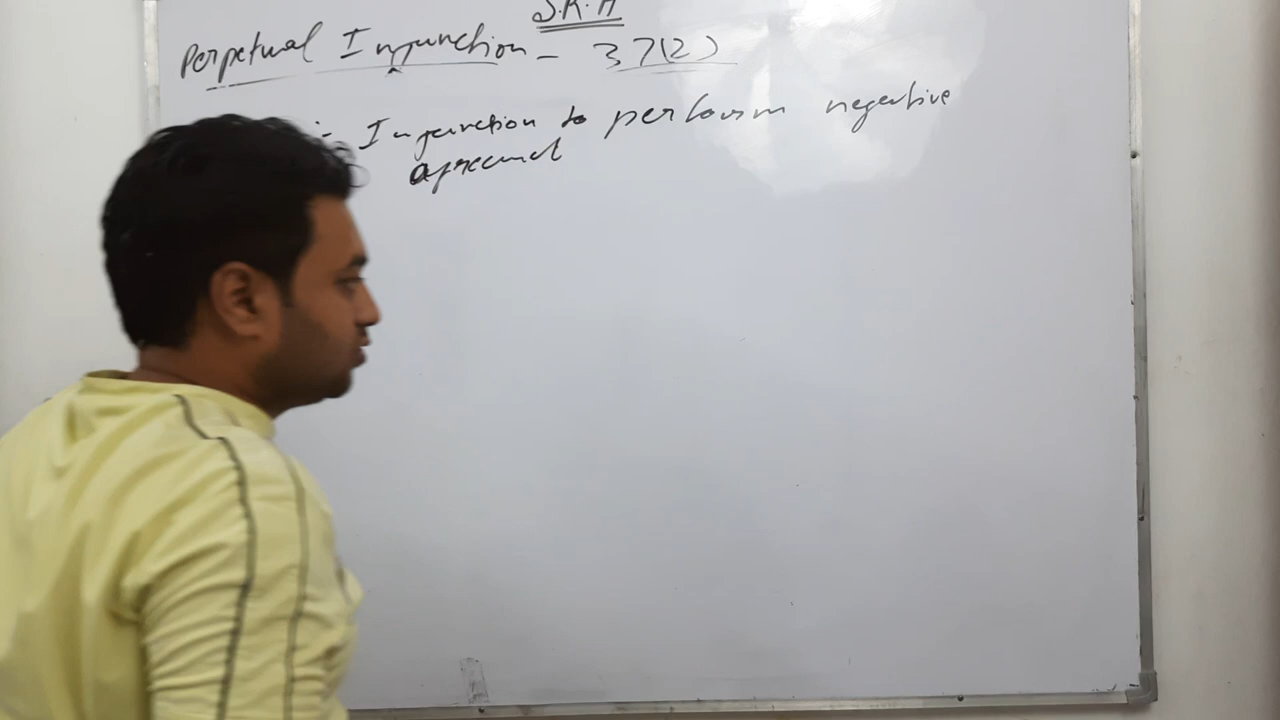 S.R.A
Perpetual Injunction - 37(2)
:- Injunction to perform negative
agreement